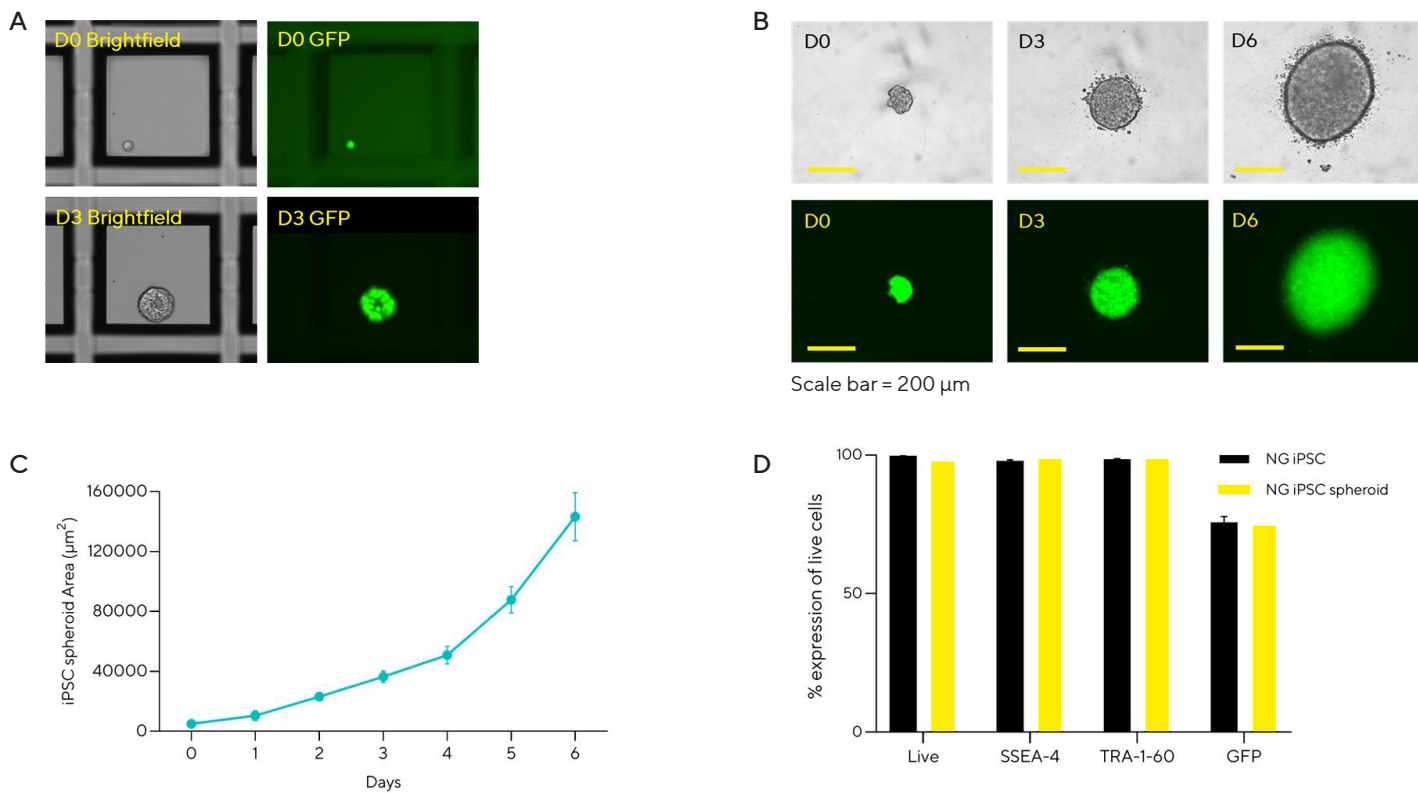 A
D0 Brightfield
D0 GFP
D3 Brightfield
D3 GFP
B
D0
D3
D6
D0
D3
D6
Scale bar = 200 µm
C
iPSC spheroid Area (µm²)
160000
120000
80000
40000
0
0 1 2 3 4 5 6
Days
D
% expression of live cells
100
50
0
Live SSEA-4 TRA-1-60 GFP
NG iPSC
NG iPSC spheroid